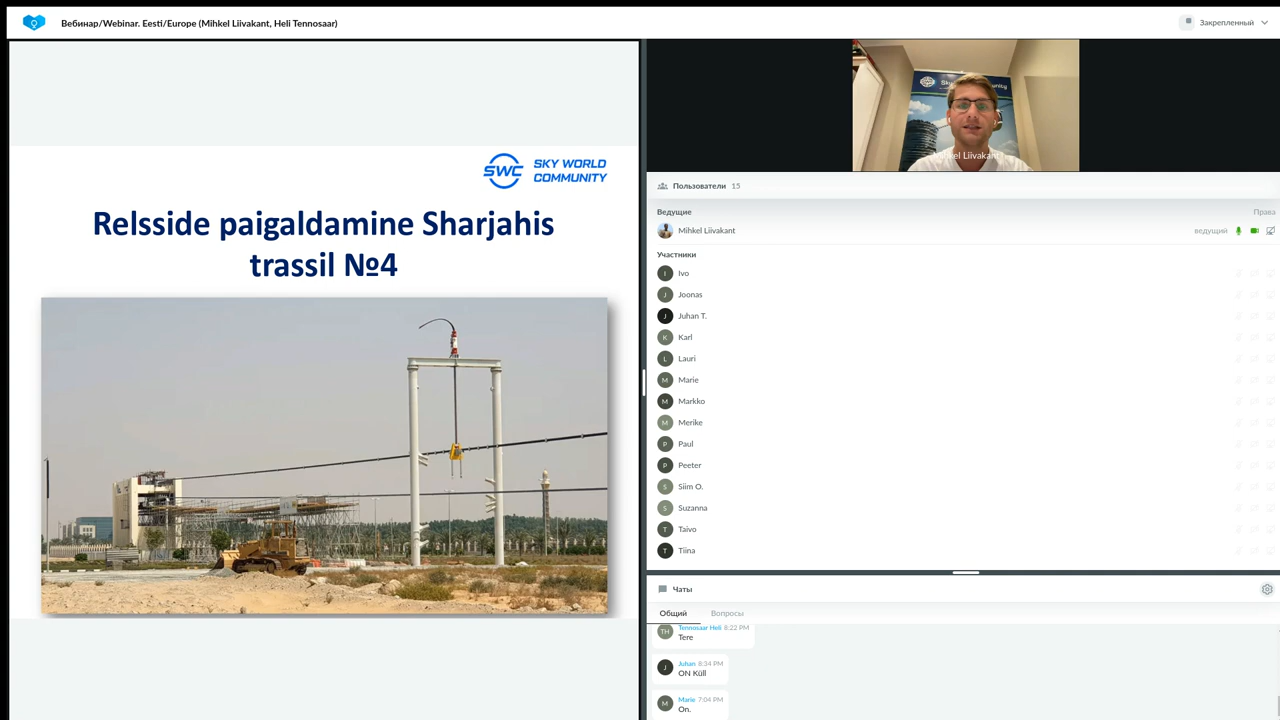 Вебинар/Webinar. Eesti/Europe (Mihkel Liivakant, Heli Tennosaar)
Закрепленный
SWC SKY WORLD
COMMUNITY
Relsside paigaldamine Sharjahis
trassil №4
Mihkel Liivakant
Пользователи 15
Ведущие Права
Mihkel Liivakant ведущий
Участники
I Ivo
J Joonas
J Juhan T.
K Karl
L Lauri
M Marie
M Markko
M Merike
P Paul
P Peeter
S Siim O.
S Suzanna
T Taivo
T Tiina
Чаты
Общий Вопросы
TH Tennosaar Heli 8:22 PM
Tere
J Juhan 8:34 PM
ON Küll
M Marie 7:04 PM
On.